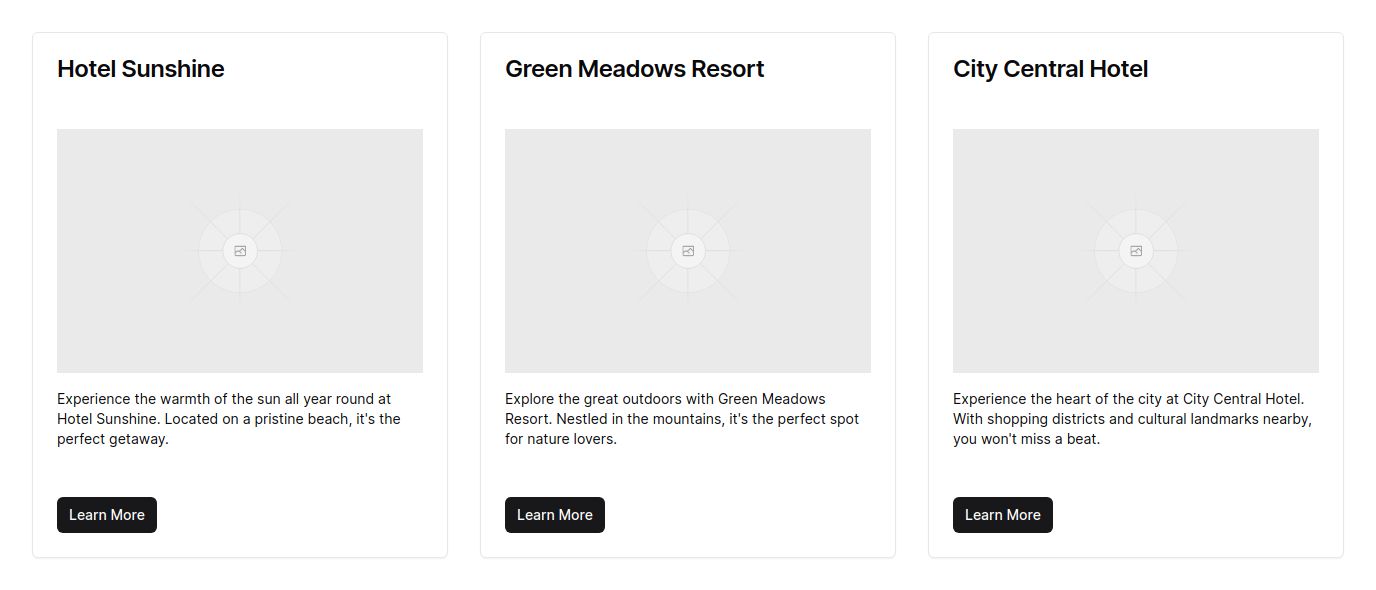 Hotel Sunshine
Experience the warmth of the sun all year round at
Hotel Sunshine. Located on a pristine beach, it's the
perfect getaway.
Learn More
Green Meadows Resort
Explore the great outdoors with Green Meadows
Resort. Nestled in the mountains, it's the perfect spot
for nature lovers.
Learn More
City Central Hotel
Experience the heart of the city at City Central Hotel.
With shopping districts and cultural landmarks nearby,
you won't miss a beat.
Learn More